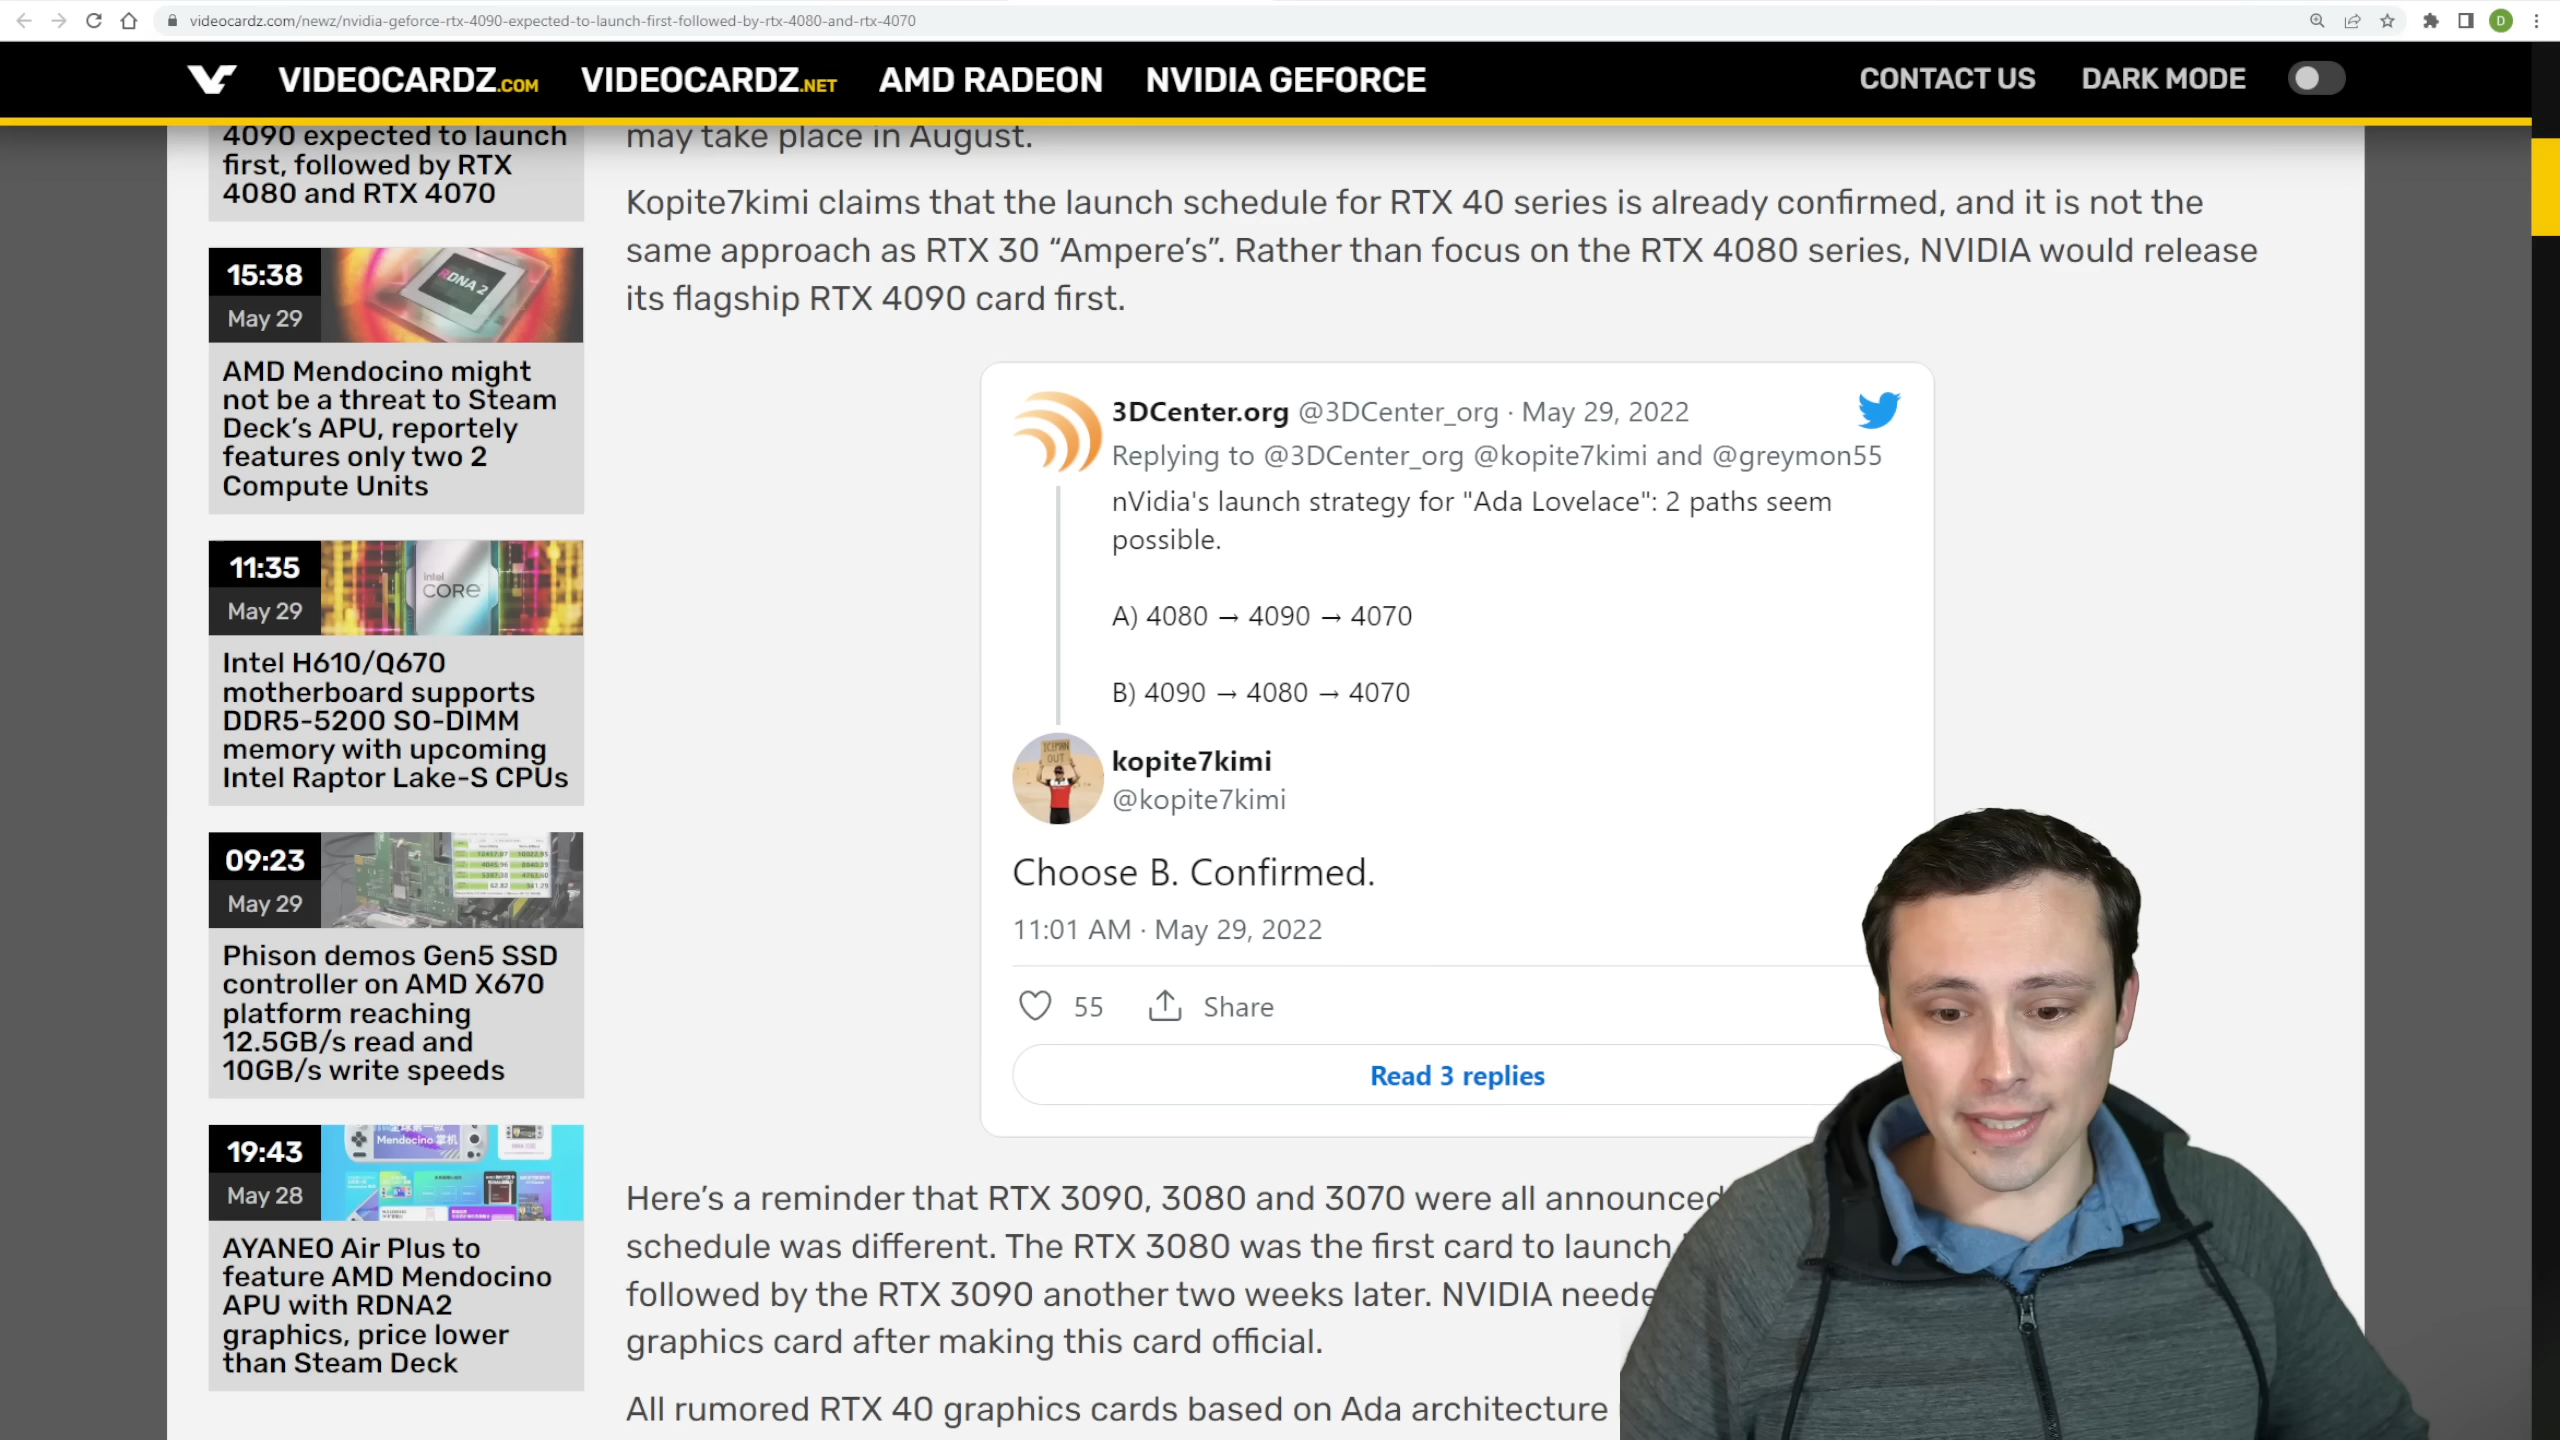 videocardz.com/newz/nvidia-geforce-rtx-4090-expected-to-launch-first-followed-by-rtx-4080-and-rtx-4070
D
VIDEOCARDZ.COM VIDEOCARDZ.NET AMD RADEON NVIDIA GEFORCE CONTACT US DARK MODE
4090 expected to launch
first, followed by RTX
4080 and RTX 4070
15:38
May 29
RDNA 2
AMD Mendocino might
not be a threat to Steam
Deck's APU, reportely
features only two 2
Compute Units
11:35
May 29
intel
CORE
Intel H610/Q670
motherboard supports
DDR5-5200 SO-DIMM
memory with upcoming
Intel Raptor Lake-S CPUs
09:23
May 29
Phison demos Gen5 SSD
controller on AMD X670
platform reaching
12.5GB/s read and
10GB/s write speeds
19:43
May 28
Mendocino
AYANEO Air Plus to
feature AMD Mendocino
APU with RDNA2
graphics, price lower
than Steam Deck
may take place in August.
Kopite7kimi claims that the launch schedule for RTX 40 series is already confirmed, and it is not the
same approach as RTX 30 “Ampere’s”. Rather than focus on the RTX 4080 series, NVIDIA would release
its flagship RTX 4090 card first.
3DCenter.org @3DCenter_org · May 29, 2022
Replying to @3DCenter_org @kopite7kimi and @greymon55
nVidia's launch strategy for "Ada Lovelace": 2 paths seem
possible.
A) 4080 → 4090 → 4070
B) 4090 → 4080 → 4070
ICEMAN
OUT
kopite7kimi
@kopite7kimi
Choose B. Confirmed.
11:01 AM · May 29, 2022
55 Share
Read 3 replies
Here’s a reminder that RTX 3090, 3080 and 3070 were all announced
schedule was different. The RTX 3080 was the first card to launch
followed by the RTX 3090 another two weeks later. NVIDIA neede
graphics card after making this card official.
All rumored RTX 40 graphics cards based on Ada architecture